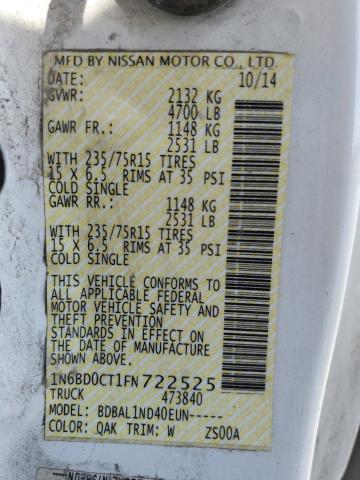 MFD BY NISSAN MOTOR CO., LTD.
DATE: 10/14
GVWR: 2132 KG
4700 LB
GAWR FR.: 1148 KG
2531 LB
WITH 235/75R15 TIRES
15 X 6.5 RIMS AT 35 PSI
COLD SINGLE
GAWR RR.: 1148 KG
2531 LB
WITH 235/75R15 TIRES
15 X 6.5 RIMS AT 35 PSI
COLD SINGLE
THIS VEHICLE CONFORMS TO
ALL APPLICABLE FEDERAL
MOTOR VEHICLE SAFETY AND
THEFT PREVENTION
STANDARDS IN EFFECT ON
THE DATE OF MANUFACTURE
SHOWN ABOVE.
1N6BD0CT1FN722525
TRUCK 473840
MODEL: BDBAL1ND40EUN-----
COLOR: QAK TRIM: W ZS00A